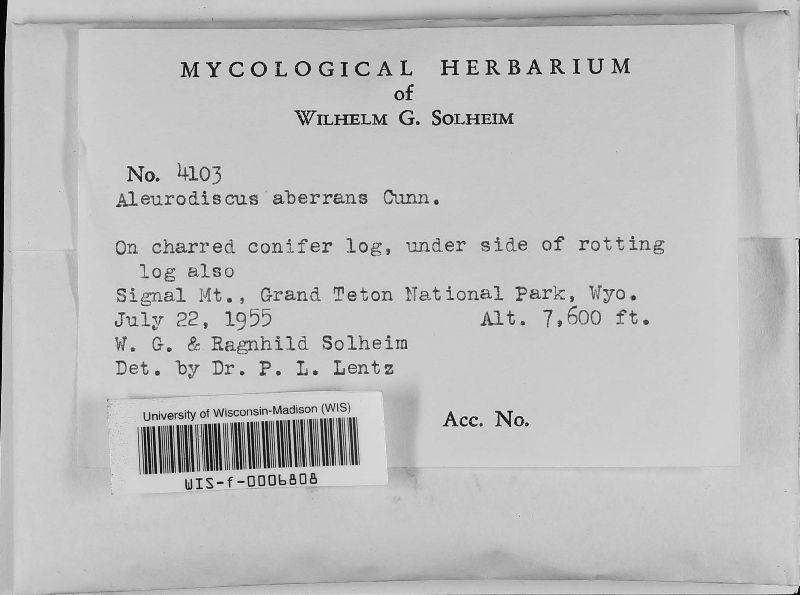 MYCOLOGICAL HERBARIUM
of
WILHELM G. SOLHEIM
No. 4103
Aleurodiscus aberrans Cunn.
On charred conifer log, under side of rotting
log also
Signal Mt., Grand Teton National Park, Wyo.
July 22, 1955 Alt. 7,600 ft.
W. G. & Ragnhild Solheim
Det. by Dr. P. L. Lentz
Acc. No.
University of Wisconsin-Madison (WIS)
WIS-f-0006808